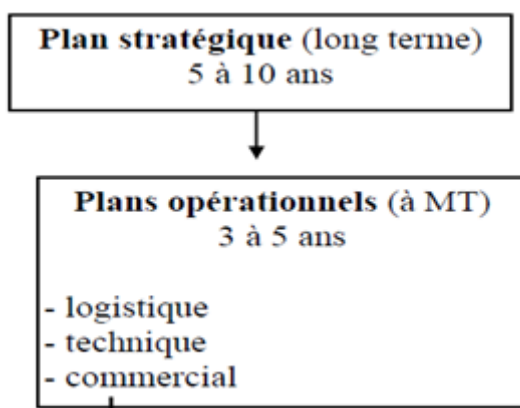 Plan stratégique (long terme)
5 à 10 ans
Plans opérationnels (à MT)
3 à 5 ans
- logistique
- technique
- commercial